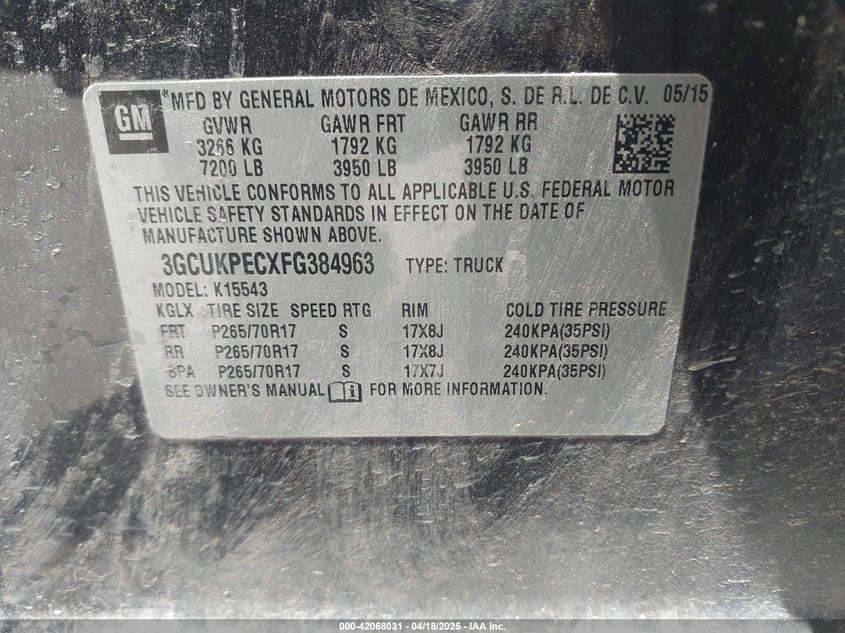 GM
®MFD BY GENERAL MOTORS DE MEXICO, S. DE R.L. DE C.V. 05/15
GVWR GAWR FRT GAWR RR
3266 KG 1792 KG 1792 KG
7200 LB 3950 LB 3950 LB
THIS VEHICLE CONFORMS TO ALL APPLICABLE U.S. FEDERAL MOTOR
VEHICLE SAFETY STANDARDS IN EFFECT ON THE DATE OF
MANUFACTURE SHOWN ABOVE.
3GCUKPECXFG384963 TYPE: TRUCK
MODEL: K15543
KGLX TIRE SIZE SPEED RTG RIM COLD TIRE PRESSURE
FRT P265/70R17 S 17X8J 240KPA(35PSI)
RR P265/70R17 S 17X8J 240KPA(35PSI)
SPA P265/70R17 S 17X7J 240KPA(35PSI)
SEE OWNER'S MANUAL i FOR MORE INFORMATION.
000-42068031 - 04/18/2025 - IAA Inc.